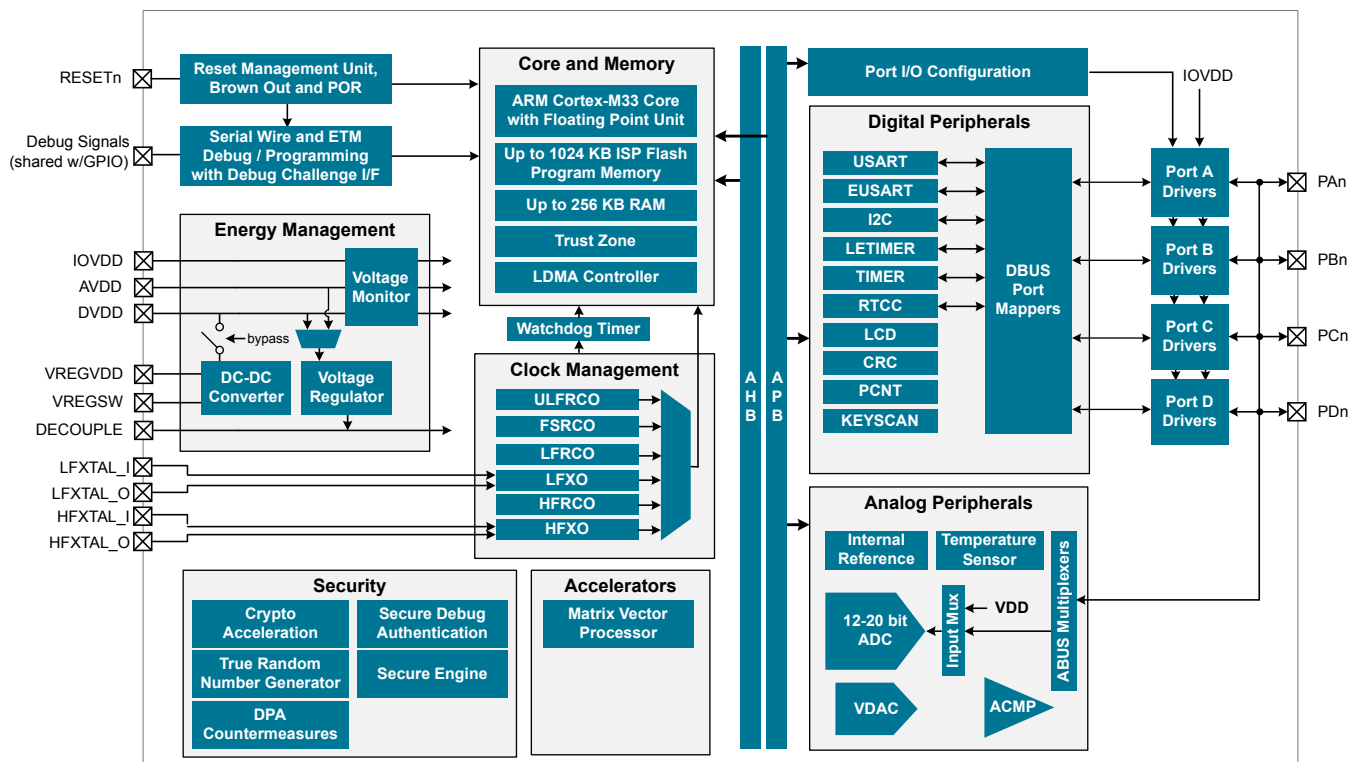 RESETn
Debug Signals
(shared w/GPIO)
Reset Management Unit,
Brown Out and POR
Serial Wire and ETM
Debug / Programming
with Debug Challenge I/F
Core and Memory
ARM Cortex-M33 Core
with Floating Point Unit
Up to 1024 KB ISP Flash
Program Memory
Up to 256 KB RAM
Trust Zone
LDMA Controller
Watchdog Timer
Energy Management
IOVDD
AVDD
DVDD
VREGVDD
VREGSW
DECOUPLE
Voltage
Monitor
bypass
DC-DC
Converter
Voltage
Regulator
LFXTAL_I
LFXTAL_O
HFXTAL_I
HFXTAL_O
Clock Management
ULFRCO
FSRCO
LFRCO
LFXO
HFRCO
HFXO
Security
Crypto
Acceleration
True Random
Number Generator
DPA
Countermeasures
Secure Debug
Authentication
Secure Engine
Accelerators
Matrix Vector
Processor
AHB
APB
Port I/O Configuration
IOVDD
Digital Peripherals
USART
EUSART
I2C
LETIMER
TIMER
RTCC
LCD
CRC
PCNT
KEYSCAN
DBUS
Port
Mappers
Port A
Drivers
Port B
Drivers
Port C
Drivers
Port D
Drivers
PAn
PBn
PCn
PDn
Analog Peripherals
Internal
Reference
Temperature
Sensor
12-20 bit
ADC
Input Mux
VDD
ABUS Multiplexers
VDAC
ACMP